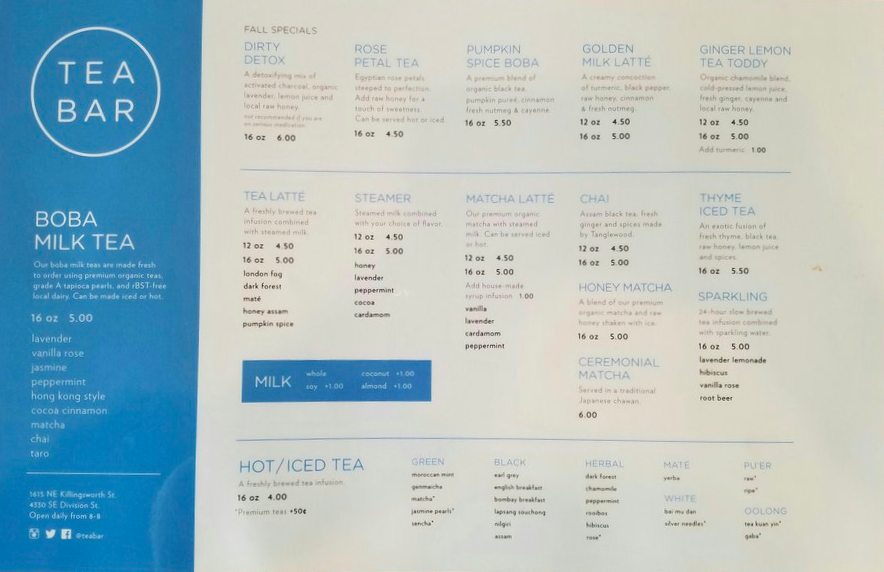 TEA
BAR
BOBA
MILK TEA
Our boba milk teas are made fresh
to order using premium organic teas,
grade A tapioca pearls, and rBST-free
local dairy. Can be made iced or hot.
16 oz 5.00
lavender
vanilla rose
jasmine
peppermint
hong kong style
cocoa cinnamon
matcha
chai
taro
1615 NE Killingsworth St.
4330 SE Division St.
Open daily from 8-8
@teabar
FALL SPECIALS
DIRTY
DETOX
A detoxifying mix of
activated charcoal, organic
lavender, lemon juice and
local raw honey.
not recommended if you are
on serious medication
16 oz 6.00
ROSE
PETAL TEA
Egyptian rose petals
steeped to perfection.
Add raw honey for a
touch of sweetness.
Can be served hot or iced.
16 oz 4.50
PUMPKIN
SPICE BOBA
A premium blend of
organic black tea,
pumpkin pureé, cinnamon
fresh nutmeg & cayenne.
16 oz 5.50
GOLDEN
MILK LATTÉ
A creamy concoction
of turmeric, black pepper,
raw honey, cinnamon
& fresh nutmeg.
12 oz 4.50
16 oz 5.00
GINGER LEMON
TEA TODDY
Organic chamomile blend,
cold-pressed lemon juice,
fresh ginger, cayenne and
local raw honey.
12 oz 4.50
16 oz 5.00
Add turmeric 1.00
TEA LATTÉ
A freshly brewed tea
infusion combined
with steamed milk.
12 oz 4.50
16 oz 5.00
london fog
dark forest
maté
honey assam
pumpkin spice
STEAMER
Steamed milk combined
with your choice of flavor.
12 oz 4.50
16 oz 5.00
honey
lavender
peppermint
cocoa
cardamom
MATCHA LATTÉ
Our premium organic
matcha with steamed
milk. Can be served iced
or hot.
12 oz 4.50
16 oz 5.00
Add house-made
syrup infusion 1.00
vanilla
lavender
cardamom
peppermint
CHAI
Assam black tea, fresh
ginger and spices made
by Tanglewood.
12 oz 4.50
16 oz 5.00
HONEY MATCHA
A blend of our premium
organic matcha and raw
honey shaken with ice.
16 oz 5.00
CEREMONIAL
MATCHA
Served in a traditional
Japanese chawan.
6.00
THYME
ICED TEA
An exotic fusion of
fresh thyme, black tea,
raw honey, lemon juice
and spices.
16 oz 5.50
SPARKLING
24-hour slow brewed
tea infusion combined
with sparkling water.
16 oz 5.00
lavender lemonade
hibiscus
vanilla rose
root beer
MILK
whole coconut +1.00
soy +1.00 almond +1.00
HOT/ICED TEA
A freshly brewed tea infusion.
16 oz 4.00
*Premium teas +50¢
GREEN
moroccan mint
genmaicha
matcha*
jasmine pearls*
sencha*
BLACK
earl grey
english breakfast
bombay breakfast
lapsang souchong
nilgiri
assam
HERBAL
dark forest
chamomile
peppermint
rooibos
hibiscus
rose*
MATÉ
yerba
WHITE
bai mu dan
silver needles*
PU'ER
raw*
ripe*
OOLONG
tea kuan yin*
gaba*